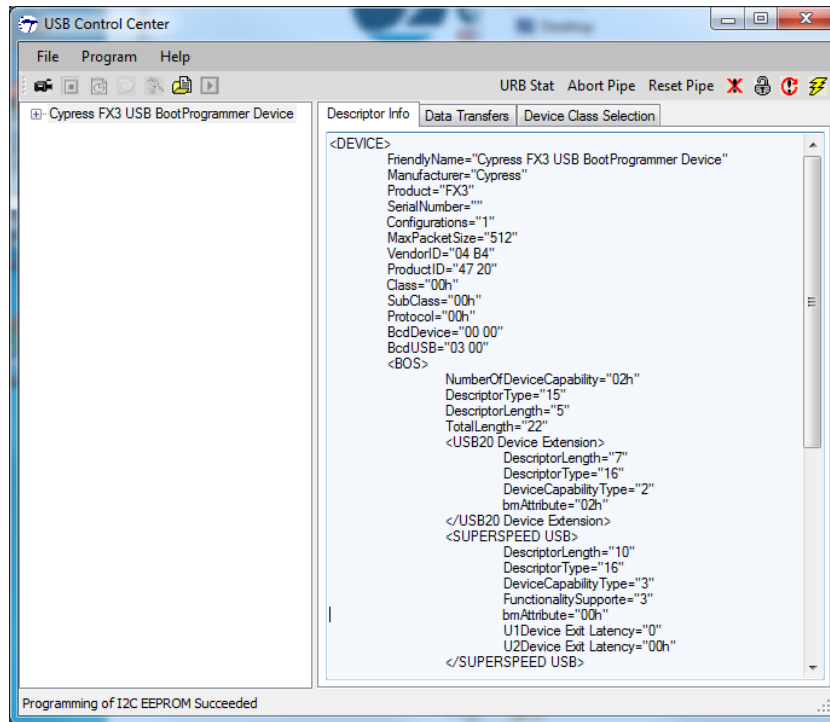 USB Control Center
File Program Help
URB Stat Abort Pipe Reset Pipe
Cypress FX3 USB BootProgrammer Device
Descriptor Info Data Transfers Device Class Selection
<DEVICE>
FriendlyName="Cypress FX3 USB BootProgrammer Device"
Manufacturer="Cypress"
Product="FX3"
SerialNumber=""
Configurations="1"
MaxPacketSize="512"
VendorID="04 B4"
ProductID="47 20"
Class="00h"
SubClass="00h"
Protocol="00h"
BcdDevice="00 00"
BcdUSB="03 00"
<BOS>
NumberOfDeviceCapability="02h"
DescriptorType="15"
DescriptorLength="5"
TotalLength="22"
<USB20 Device Extension>
DescriptorLength="7"
DescriptorType="16"
DeviceCapabilityType="2"
bmAttribute="02h"
</USB20 Device Extension>
<SUPERSPEED USB>
DescriptorLength="10"
DescriptorType="16"
DeviceCapabilityType="3"
FunctionalitySupporte="3"
bmAttribute="00h"
U1Device Exit Latency="0"
U2Device Exit Latency="00h"
</SUPERSPEED USB>
Programming of I2C EEPROM Succeeded